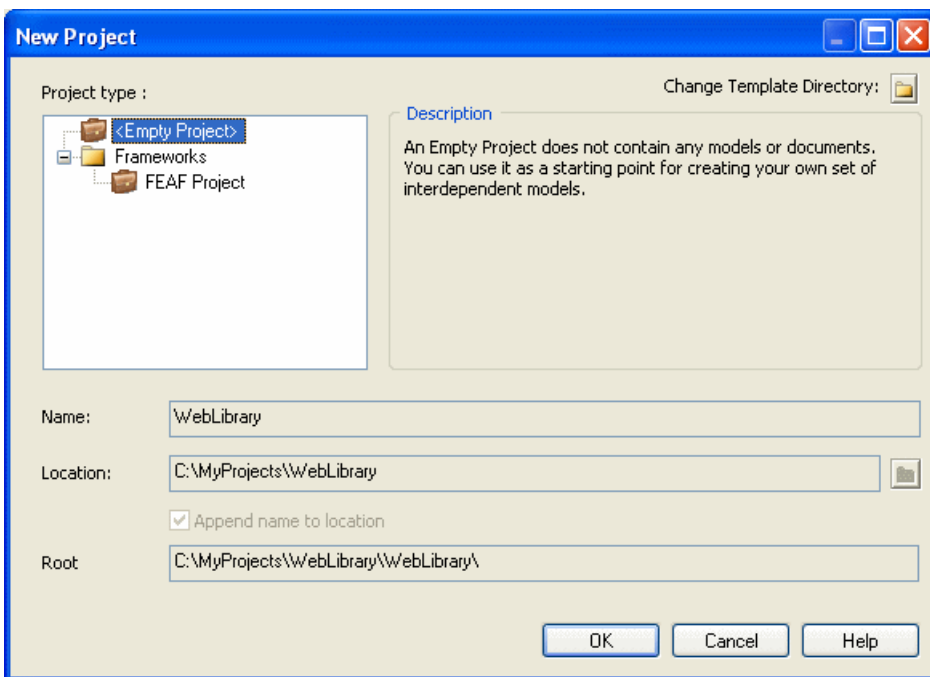 New Project
Project type :
Change Template Directory:
<Empty Project>
Frameworks
FEAF Project
Description
An Empty Project does not contain any models or documents.
You can use it as a starting point for creating your own set of
interdependent models.
Name:
WebLibrary
Location:
C:\MyProjects\WebLibrary
Append name to location
Root
C:\MyProjects\WebLibrary\WebLibrary\
OK
Cancel
Help